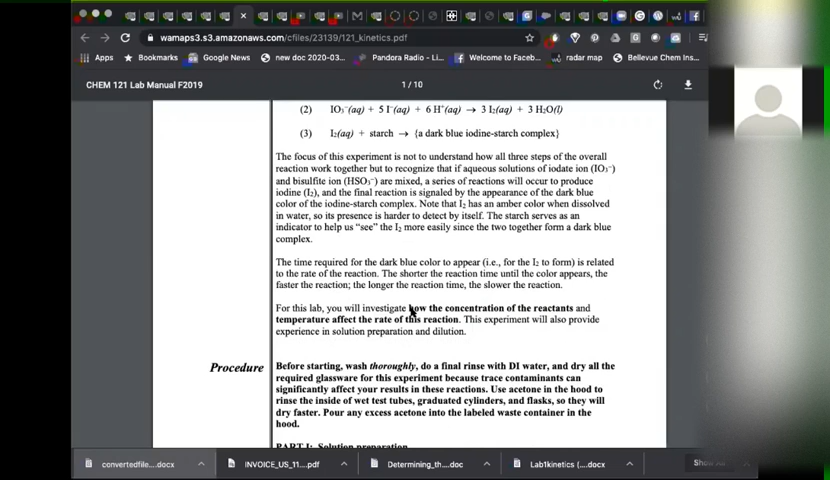 wamaps3.s3.amazonaws.com/cfiles/23139/121_kinetics.pdf
Apps Bookmarks Google News new doc 2020-03... Pandora Radio - Li... Welcome to Faceb... radar map Bellevue Chem Ins...
CHEM 121 Lab Manual F2019 1 / 10
(2) IO₃⁻(aq) + 5 I⁻(aq) + 6 H⁺(aq) → 3 I₂(aq) + 3 H₂O(l)
(3) I₂(aq) + starch → {a dark blue iodine-starch complex}
The focus of this experiment is not to understand how all three steps of the overall
reaction work together but to recognize that if aqueous solutions of iodate ion (IO₃⁻)
and bisulfite ion (HSO₃⁻) are mixed, a series of reactions will occur to produce
iodine (I₂), and the final reaction is signaled by the appearance of the dark blue
color of the iodine-starch complex. Note that I₂ has an amber color when dissolved
in water, so its presence is harder to detect by itself. The starch serves as an
indicator to help us “see” the I₂ more easily since the two together form a dark blue
complex.
The time required for the dark blue color to appear (i.e., for the I₂ to form) is related
to the rate of the reaction. The shorter the reaction time until the color appears, the
faster the reaction; the longer the reaction time, the slower the reaction.
For this lab, you will investigate how the concentration of the reactants and
temperature affect the rate of this reaction. This experiment will also provide
experience in solution preparation and dilution.
Procedure
Before starting, wash thoroughly, do a final rinse with DI water, and dry all the
required glassware for this experiment because trace contaminants can
significantly affect your results in these reactions. Use acetone in the hood to
rinse the inside of wet test tubes, graduated cylinders, and flasks, so they will
dry faster. Pour any excess acetone into the labeled waste container in the
hood.
PART I: Solution preparation
convertedfile....docx INVOICE_US_11....pdf Determining_th....doc Lab1kinetics (....docx Show All